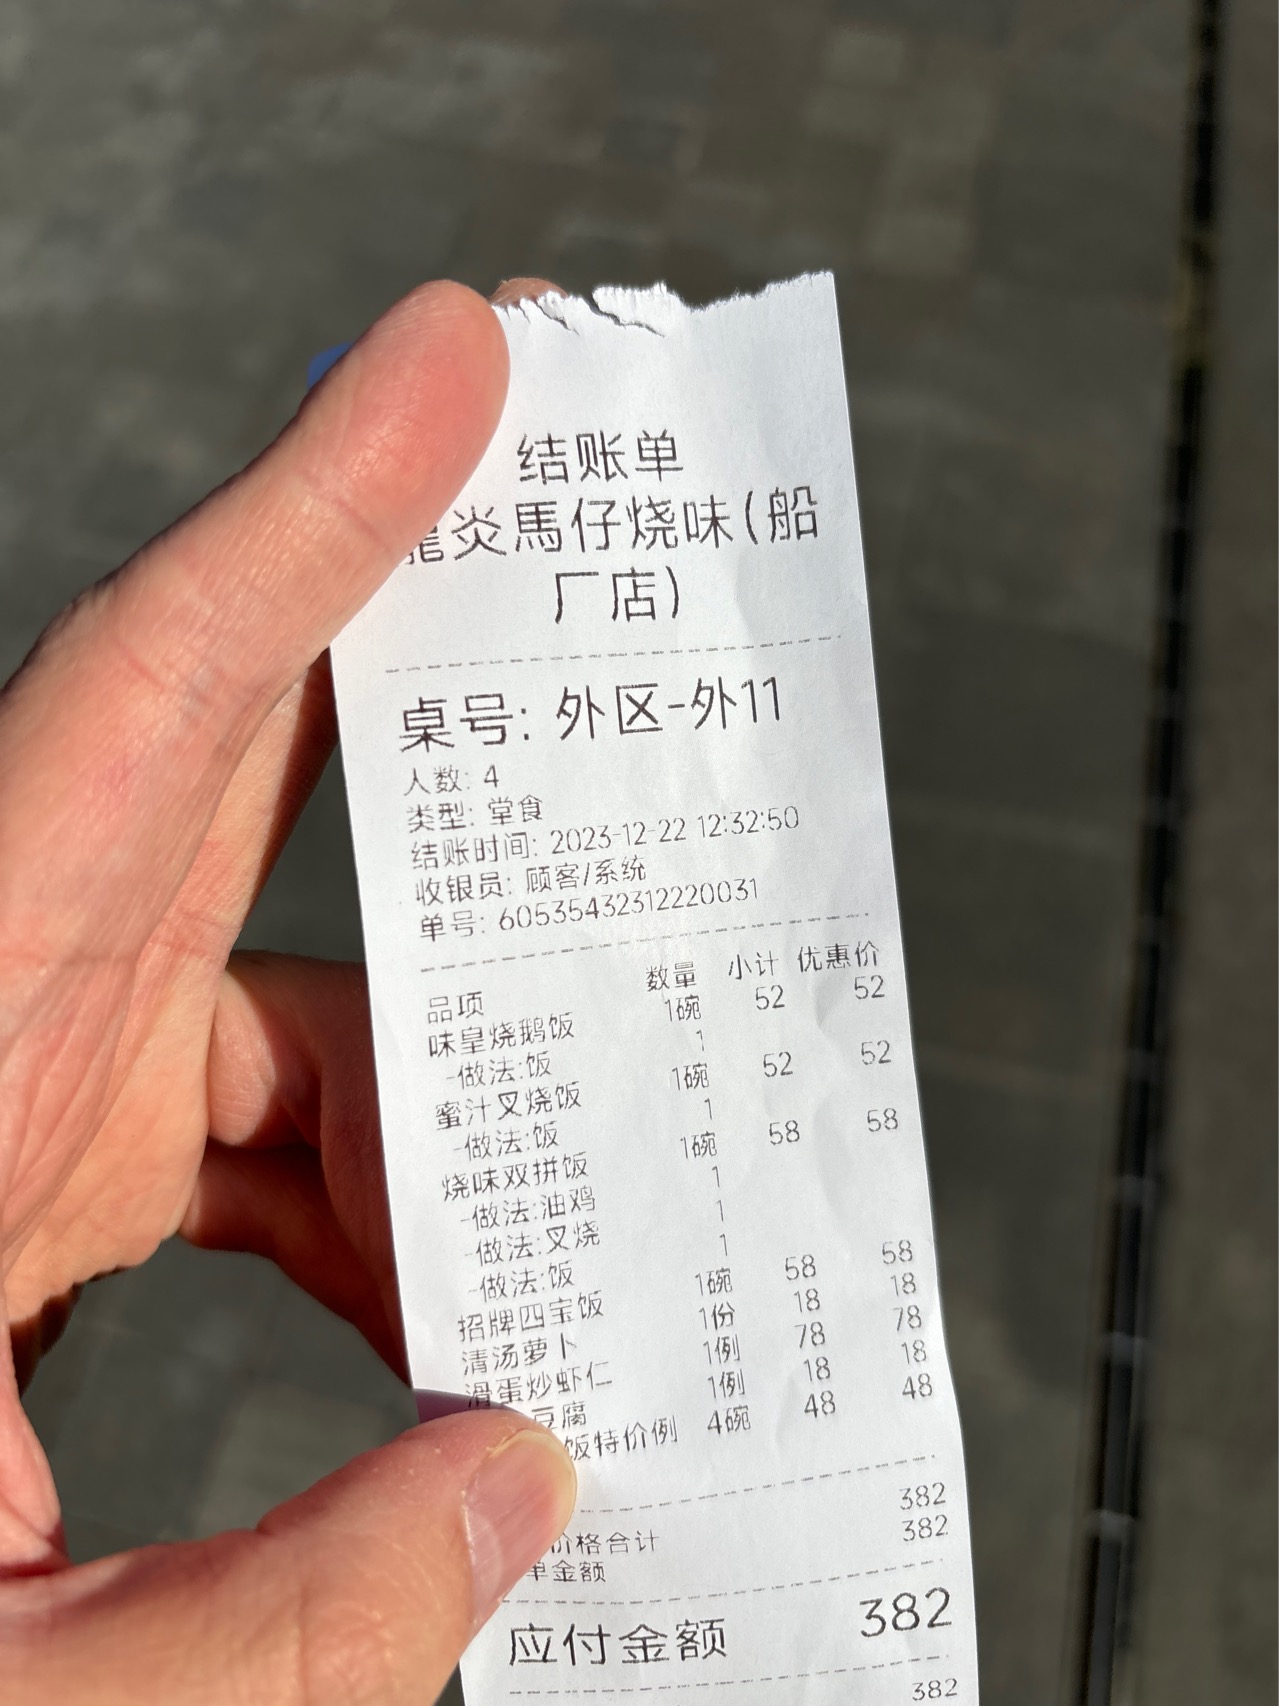 结账单
龍炎馬仔烧味(船
厂店)
桌号: 外区-外11
人数: 4
类型: 堂食
结账时间: 2023-12-22 12:32:50
收银员: 顾客/系统
单号: 60535432312220031
品项 数量 小计 优惠价
味皇烧鹅饭 1碗 52 52
-做法:饭 1
蜜汁叉烧饭 1碗 52 52
-做法:饭 1
烧味双拼饭 1碗 58 58
-做法:油鸡 1
-做法:叉烧 1
-做法:饭 1
招牌四宝饭 1碗 58 58
清汤萝卜 1份 18 18
滑蛋炒虾仁 1例 78 78
豆腐 1例 18 18
饭特价例 4碗 48 48
382
价格合计 382
单金额
应付金额 382
382